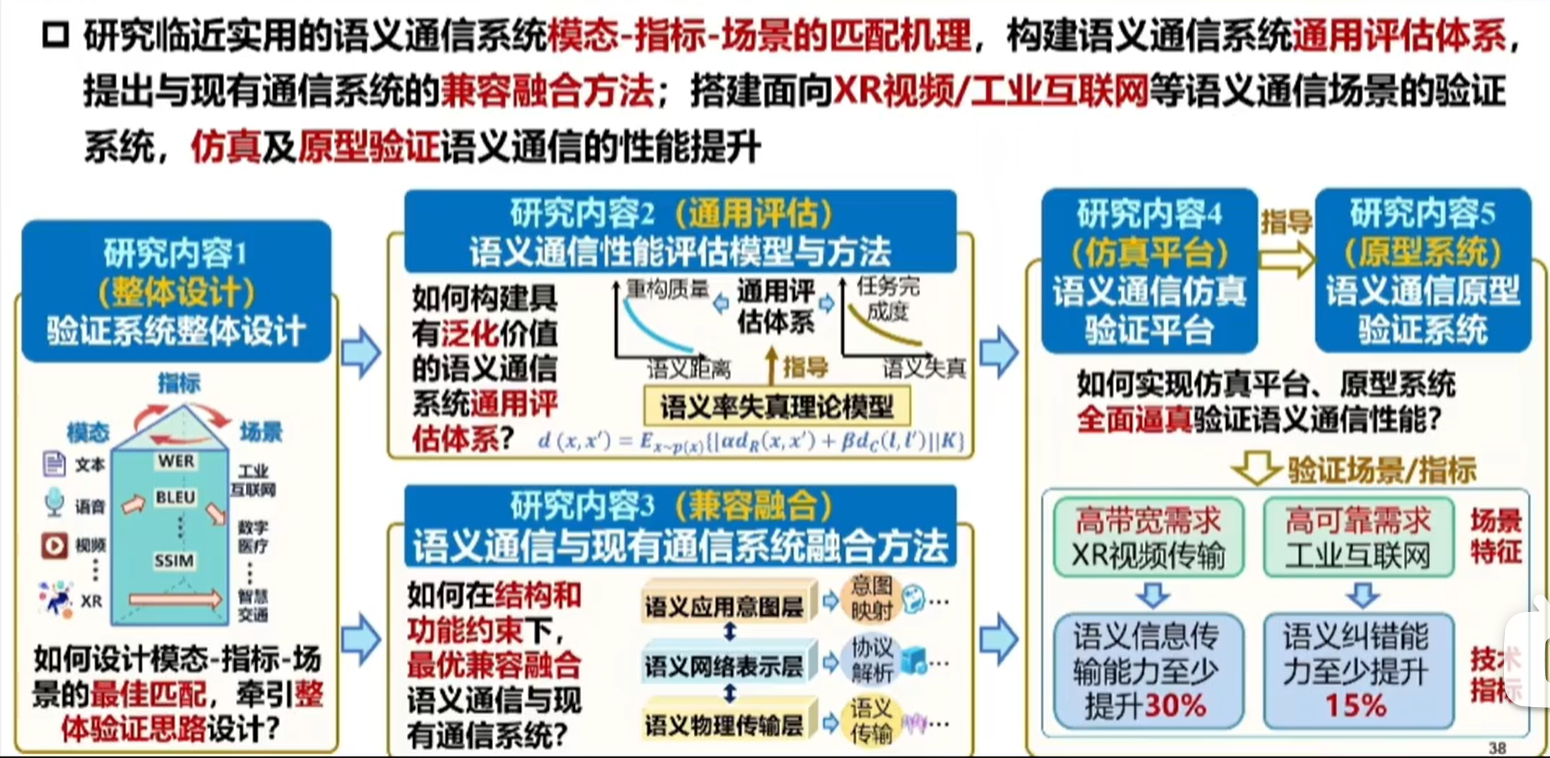 研究临近实用的语义通信系统模态-指标-场景的匹配机理，构建语义通信系统通用评估体系，
提出与现有通信系统的兼容融合方法；搭建面向XR视频/工业互联网等语义通信场景的验证
系统，仿真及原型验证语义通信的性能提升
研究内容1
（整体设计）
验证系统整体设计
指标
模态
场景
文本
语音
视频
XR
WER
BLEU
SSIM
工业
互联网
数字
医疗
智慧
交通
如何设计模态-指标-场
景的最佳匹配，牵引整
体验证思路设计？
研究内容2（通用评估）
语义通信性能评估模型与方法
如何构建具
有泛化价值
的语义通信
系统通用评
估体系？
重构质量
语义距离
通用评
估体系
任务完
成度
语义失真
指导
语义率失真理论模型
d (x, x′) = E_{x~p(x)}{[αd_R(x, x′) + βd_C(l, l′)||K}
研究内容3（兼容融合）
语义通信与现有通信系统融合方法
如何在结构和
功能约束下，
最优兼容融合
语义通信与现
有通信系统？
语义应用意图层
意图
映射
...
语义网络表示层
协议
解析
...
语义物理传输层
语义
传输
...
研究内容4
（仿真平台）
语义通信仿真
验证平台
指导
研究内容5
（原型系统）
语义通信原型
验证系统
如何实现仿真平台、原型系统
全面逼真验证语义通信性能？
验证场景/指标
高带宽需求
XR视频传输
高可靠需求
工业互联网
场景
特征
语义信息传
输能力至少
提升30%
语义纠错能
力至少提升
15%
技术
指标
38